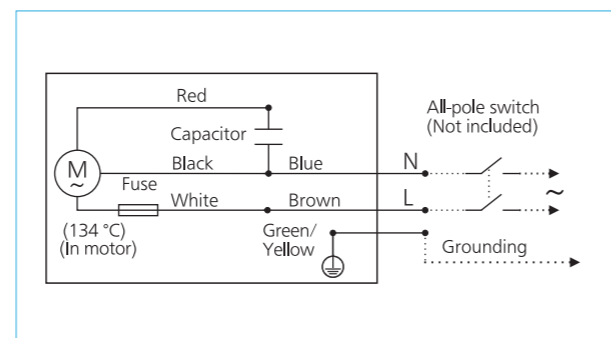 Red
Capacitor
All-pole switch
(Not included)
M
~
Black
Blue
N
Fuse
White
Brown
L
~
(134 °C)
(In motor)
Green/
Yellow
Grounding